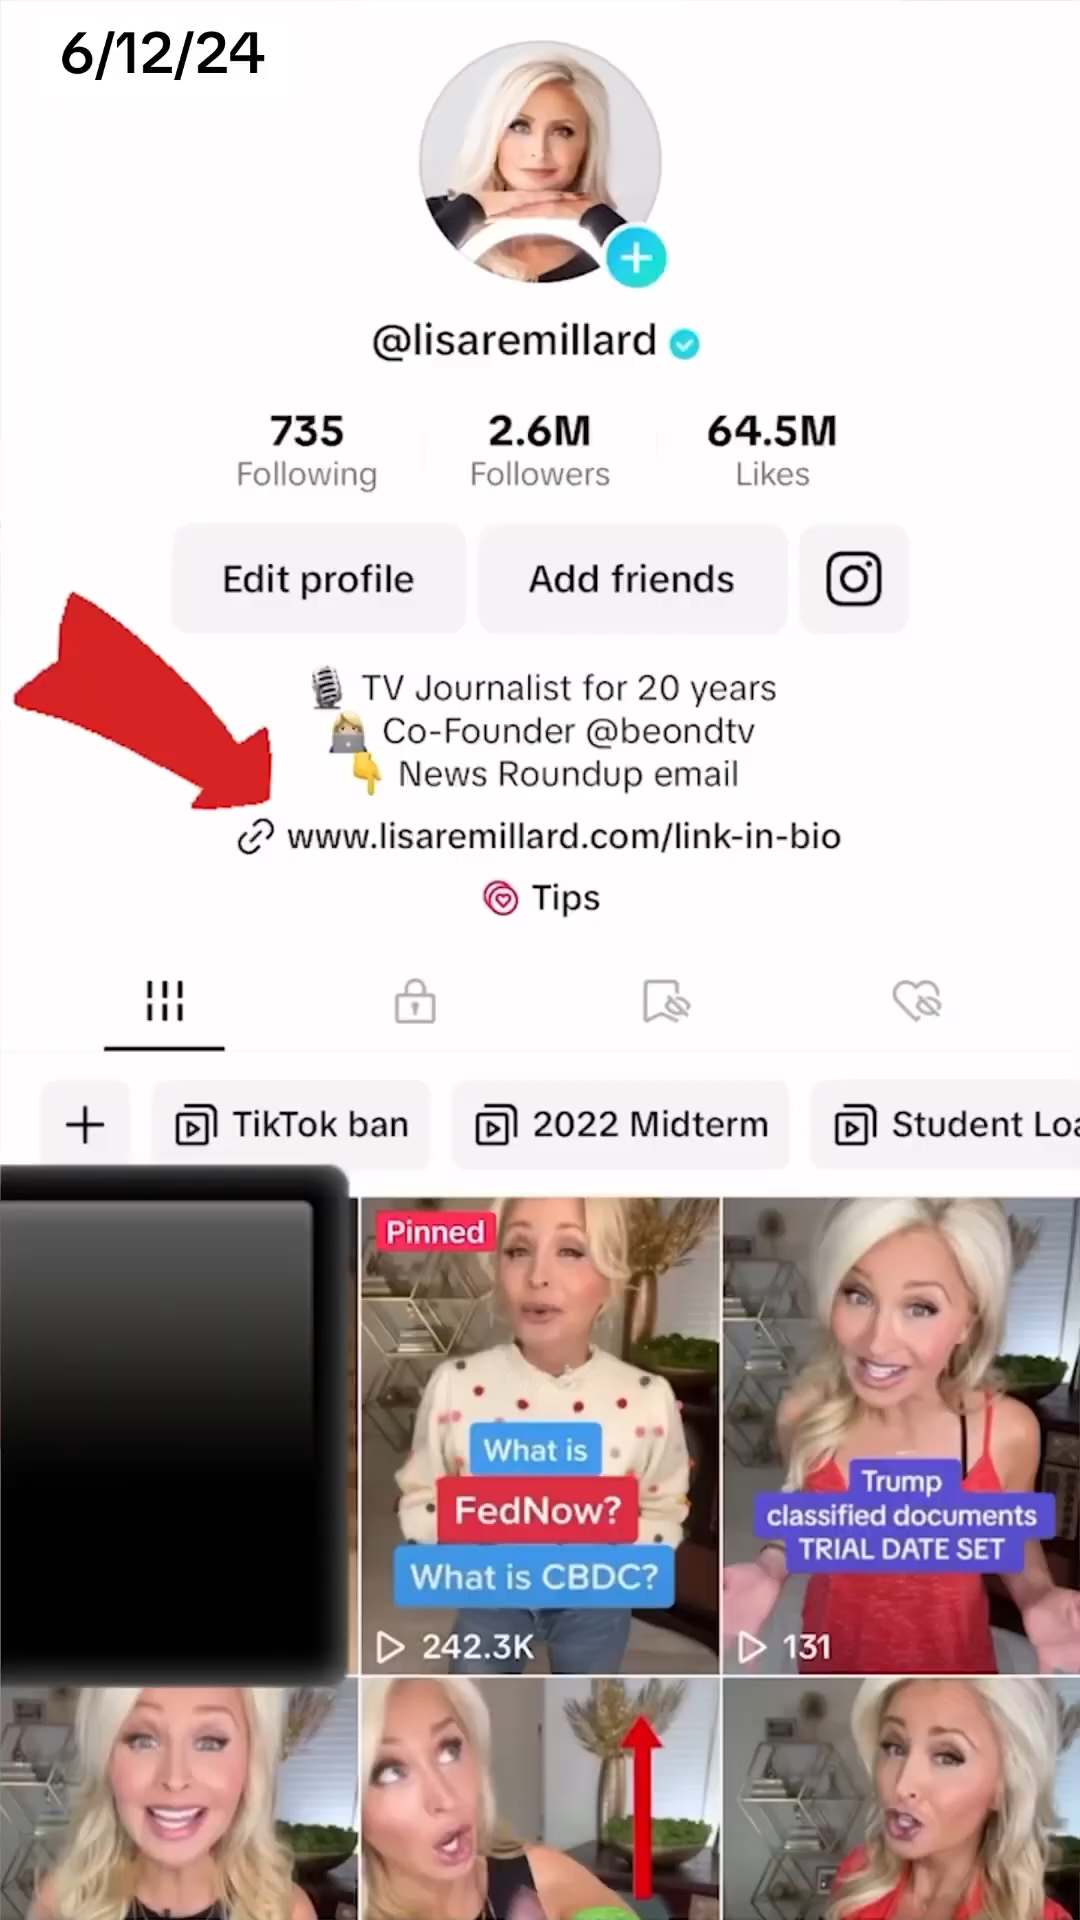 6/12/24
@lisaremillard
735
Following
2.6M
Followers
64.5M
Likes
Edit profile
Add friends
TV Journalist for 20 years
Co-Founder @beondtv
News Roundup email
www.lisaremillard.com/link-in-bio
Tips
TikTok ban
2022 Midterm
Student Loa
Pinned
What is
FedNow?
What is CBDC?
242.3K
Trump
classified documents
TRIAL DATE SET
131